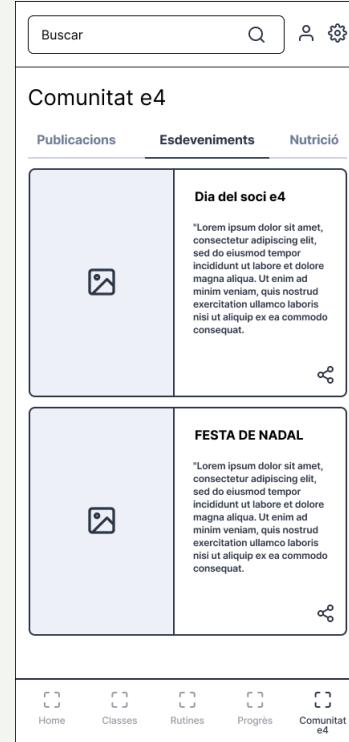 Buscar
Comunitat e4
Publicacions
Esdeveniments
Nutrició
Dia del soci e4
"Lorem ipsum dolor sit amet,
consectetur adipiscing elit,
sed do eiusmod tempor
incididunt ut labore et dolore
magna aliqua. Ut enim ad
minim veniam, quis nostrud
exercitation ullamco laboris
nisi ut aliquip ex ea commodo
consequat.
FESTA DE NADAL
"Lorem ipsum dolor sit amet,
consectetur adipiscing elit,
sed do eiusmod tempor
incididunt ut labore et dolore
magna aliqua. Ut enim ad
minim veniam, quis nostrud
exercitation ullamco laboris
nisi ut aliquip ex ea commodo
consequat.
Home
Classes
Rutines
Progrès
Comunitat
e4